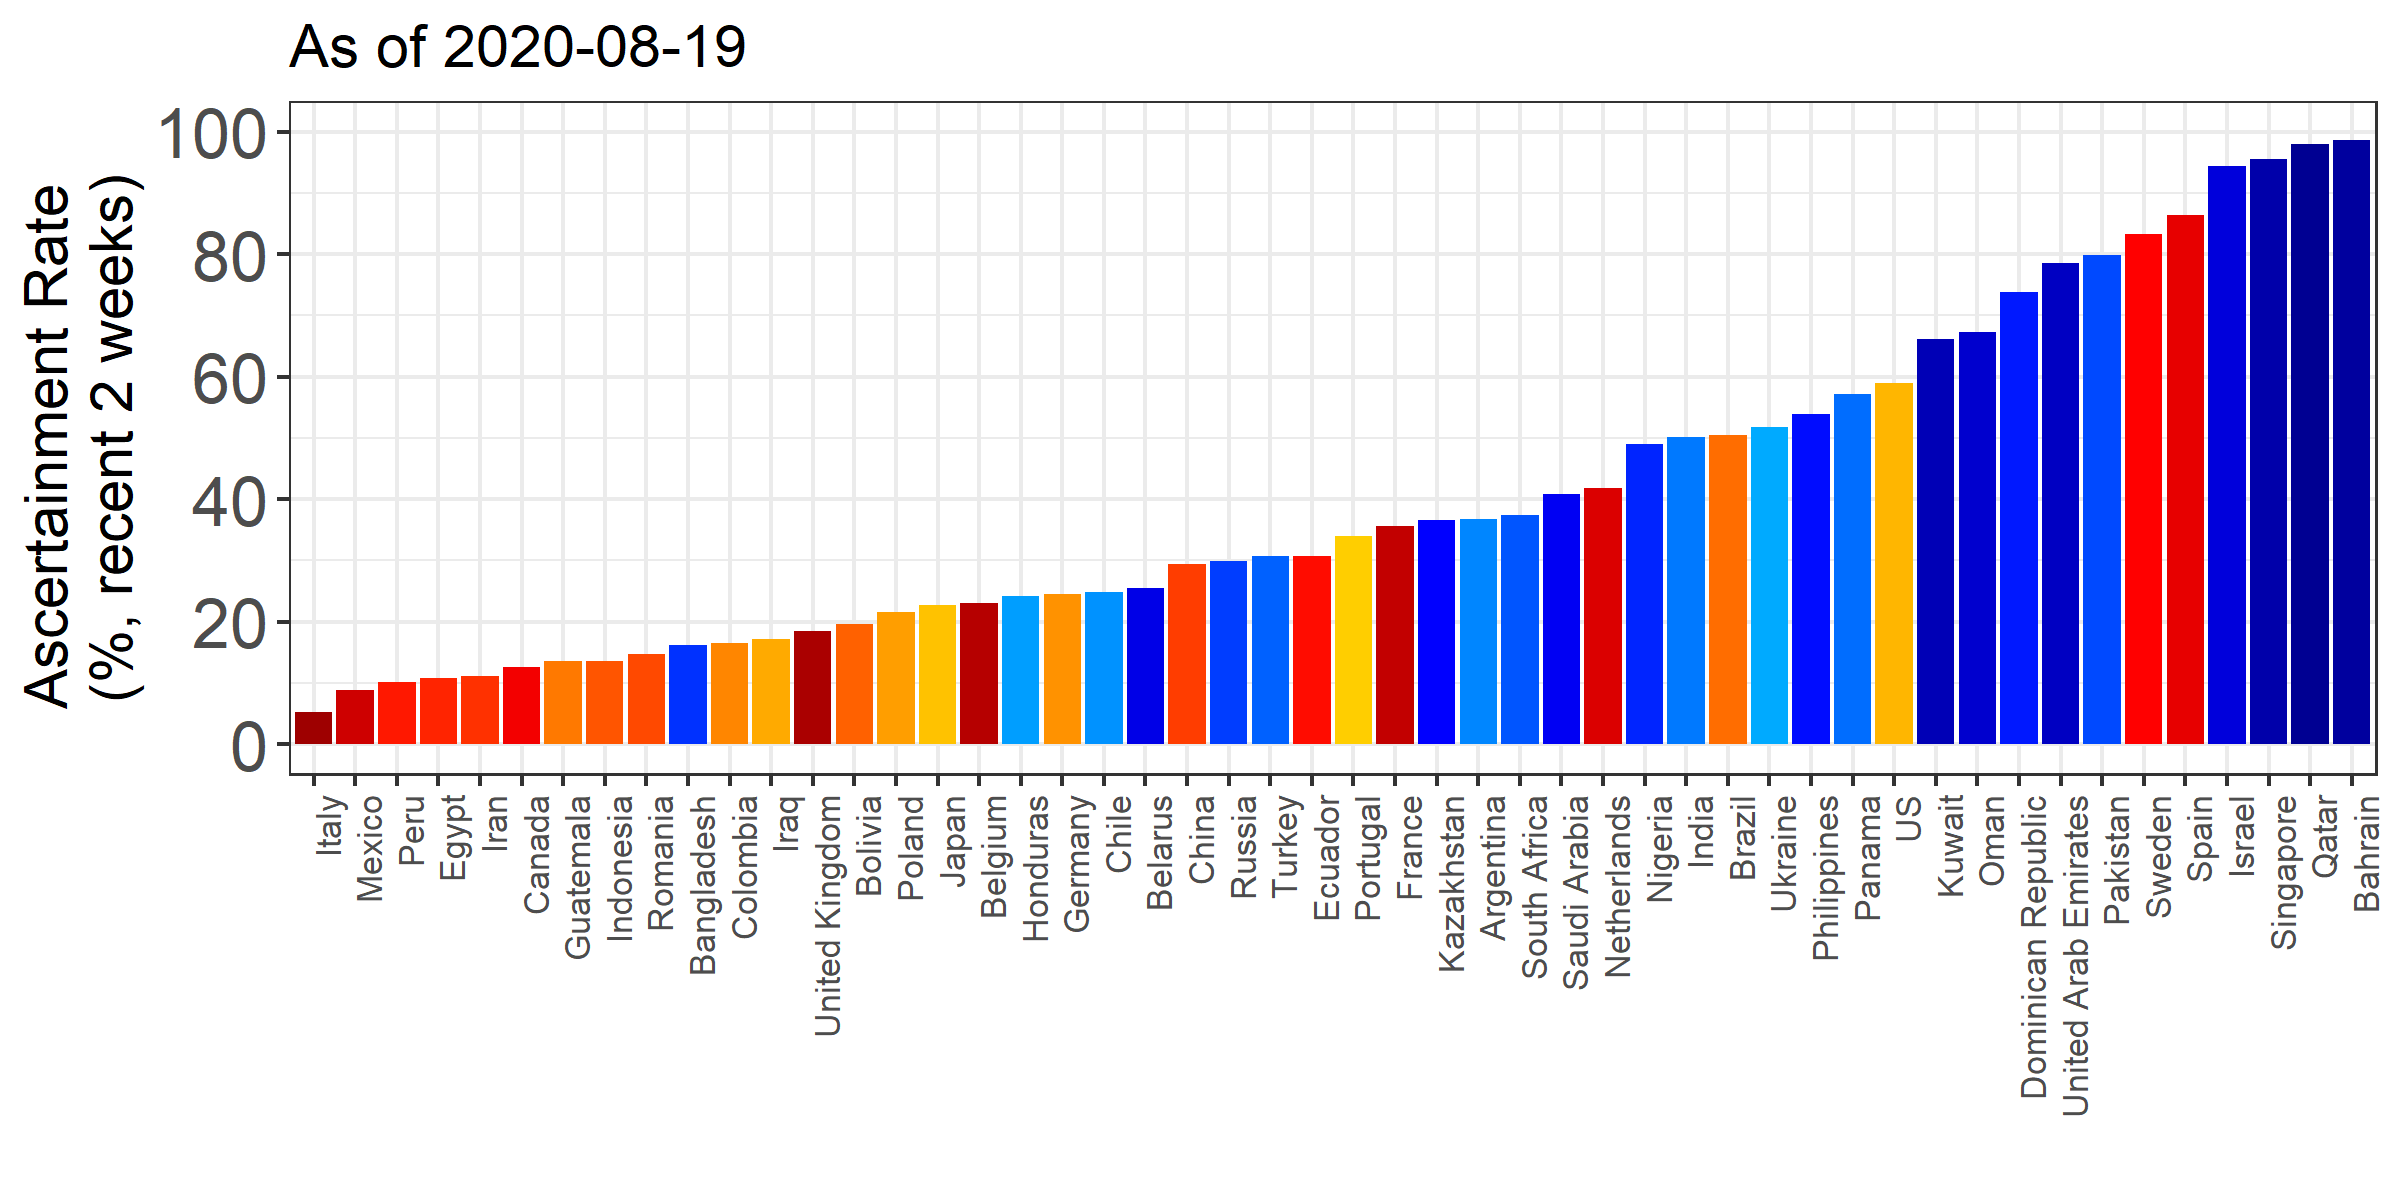 As of 2020-08-19
Ascertainment Rate
(%, recent 2 weeks)
100
80
60
40
20
0
Italy
Mexico
Peru
Egypt
Iran
Canada
Guatemala
Indonesia
Romania
Bangladesh
Colombia
Iraq
United Kingdom
Bolivia
Poland
Japan
Belgium
Honduras
Germany
Chile
Belarus
China
Russia
Turkey
Ecuador
Portugal
France
Kazakhstan
Argentina
South Africa
Saudi Arabia
Netherlands
Nigeria
India
Brazil
Ukraine
Philippines
Panama
US
Kuwait
Oman
Dominican Republic
United Arab Emirates
Pakistan
Sweden
Spain
Israel
Singapore
Qatar
Bahrain